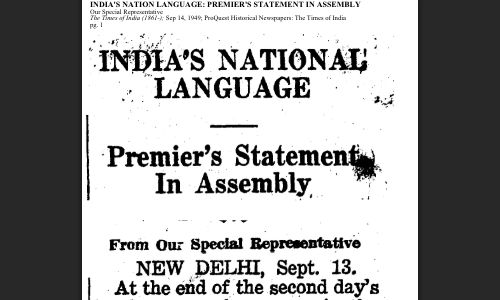 INDIA'S NATION LANGUAGE: PREMIER'S STATEMENT IN ASSEMBLY
Our Special Representative
The Times of India (1861-); Sep 14, 1949; ProQuest Historical Newspapers: The Times of India
pg. 1
INDIA'S NATIONAL
LANGUAGE
Premier's Statement
In Assembly
From Our Special Representative
NEW DELHI, Sept. 13.
At the end of the second day's